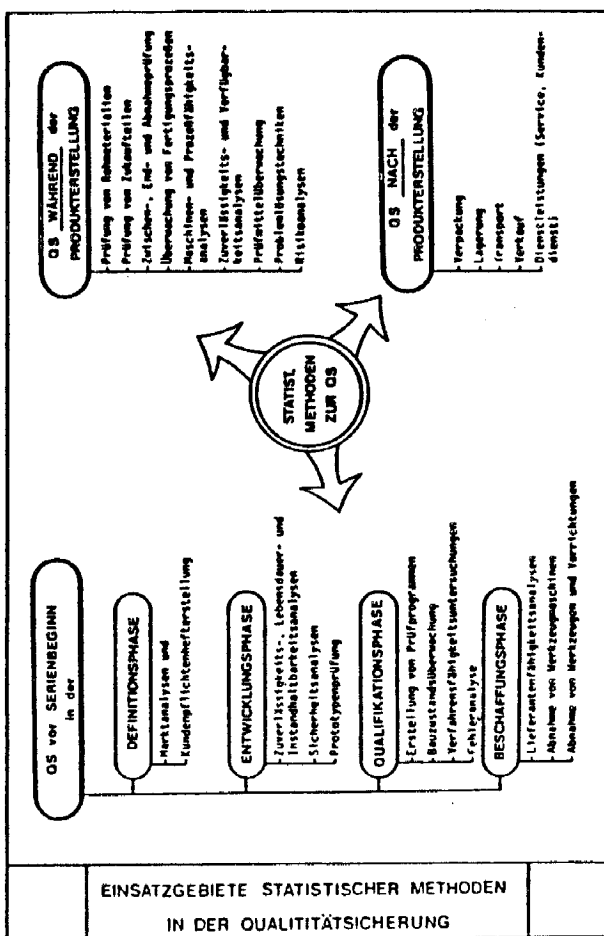 QS vor SERIENBEGINN
in der
DEFINITIONSPHASE
- Marktanalysen und
Kundenpflichtenhefterstellung
ENTWICKLUNGSPHASE
- Zuverlässigkeits-, Lebensdauer- und
Instandhaltbarkeitsanalysen
- Sicherheitsanalysen
- Prototypenprüfung
QUALIFIKATIONSPHASE
- Erstellung von Prüfprogrammen
- Bauzustandsüberwachung
- Verfahrensfähigkeitsuntersuchungen
- Fehleranalyse
BESCHAFFUNGSPHASE
- Lieferantenfähigkeitsanalysen
- Abnahme von Werkzeugmaschinen
- Abnahme von Werkzeugen und Vorrichtungen
STATIST.
METHODEN
ZUR QS
QS WÄHREND der
PRODUKTERSTELLUNG
- Prüfung von Rohmaterialien
- Prüfung von Zukaufteilen
- Zwischen-, End- und Abnahmeprüfung
- Überwachung von Fertigungsprozeßen
- Maschinen- und Prozeßfähigkeits-
analysen
- Zuverlässigkeits- und Verfügbar-
keitsanalysen
- Prüfmittelüberwachung
- Problemlösungstechniken
- Risikoanalysen
QS NACH der
PRODUKTERSTELLUNG
- Verpackung
- Lagerung
- Transport
- Verkauf
- Dienstleistungen (Service, Kunden-
dienst)
EINSATZGEBIETE STATISTISCHER METHODEN
IN DER QUALITITÄTSICHERUNG